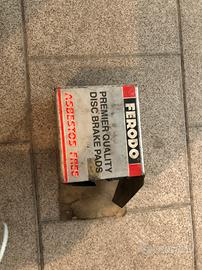 FERODO
PREMIER QUALITY
DISC BRAKE PADS
ASBESTOS FREE